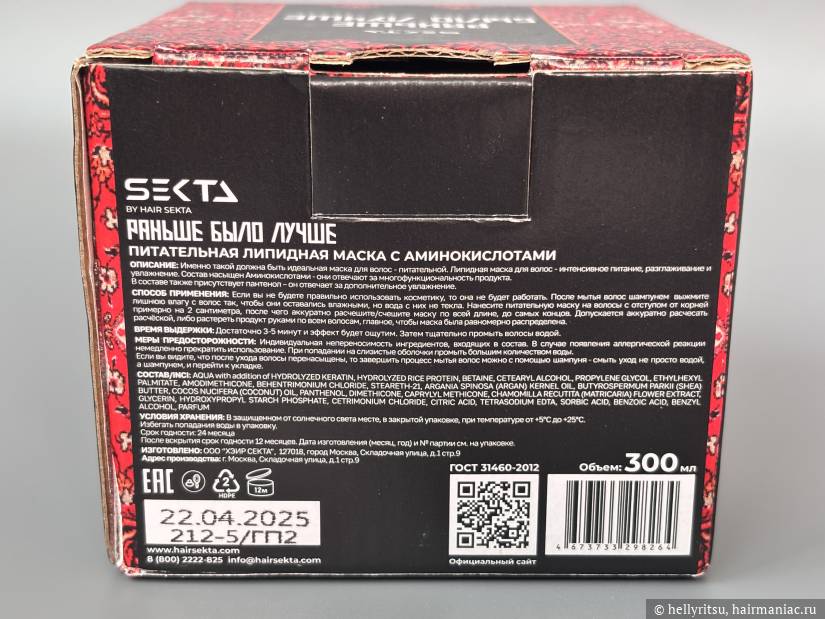 SEKTA
РАНЬШЕ
БЫЛО ЛУЧШЕ
SEKTA
BY HAIR SEKTA
РАНЬШЕ БЫЛО ЛУЧШЕ
ПИТАТЕЛЬНАЯ ЛИПИДНАЯ МАСКА С АМИНОКИСЛОТАМИ
ОПИСАНИЕ: Именно такой должна быть идеальная маска для волос - питательной. Липидная маска для волос - интенсивное питание, разглаживание и
увлажнение. Состав насыщен Аминокислотами - они отвечают за многофункциональность продукта.
В составе также присутствует пантенол - он отвечает за дополнительное увлажнение.
СПОСОБ ПРИМЕНЕНИЯ: Если вы не будете правильно использовать косметику, то она не будет работать. После мытья волос шампунем выжмите
лишнюю влагу с волос так, чтобы они оставались влажными, но вода с них не текла. Нанесите питательную маску на волосы с отступом от корней
примерно на 2 сантиметра, после чего аккуратно расчешите/счешите маску по всей длине, до самых концов. Допускается аккуратно расчесать
расчёской, либо растереть продукт руками по всем волосам, главное, чтобы маска была равномерно распределена.
ВРЕМЯ ВЫДЕРЖКИ: Достаточно 3-5 минут и эффект будет ощутим. Затем тщательно промыть волосы водой.
МЕРЫ ПРЕДОСТОРОЖНОСТИ: Индивидуальная непереносимость ингредиентов, входящих в состав. В случае появления аллергической реакции
немедленно прекратить использование. При попадании на слизистые оболочки промыть большим количеством воды.
Если вы видите, что после ухода волосы перенасыщены, то завершить процесс мытья волос можно с помощью шампуня - смыть уход не просто водой,
а шампунем, и перейти к укладке.
СОСТАВ/INCI: AQUA with addition of HYDROLYZED KERATIN, HYDROLYZED RICE PROTEIN, BETAINE, CETEARYL ALCOHOL, PROPYLENE GLYCOL, ETHYLHEXYL
PALMITATE, AMODIMETHICONE, BEHENTRIMONIUM CHLORIDE, STEARETH-21, ARGANIA SPINOSA (ARGAN) KERNEL OIL, BUTYROSPERMUM PARKII (SHEA)
BUTTER, COCOS NUCIFERA (COCONUT) OIL, PANTHENOL, DIMETHICONE, CAPRYLYL METHICONE, CHAMOMILLA RECUTITA (MATRICARIA) FLOWER EXTRACT,
GLYCERIN, HYDROXYPROPYL STARCH PHOSPHATE, CETRIMONIUM CHLORIDE, CITRIC ACID, TETRASODIUM EDTA, SORBIC ACID, BENZOIC ACID, BENZYL
ALCOHOL, PARFUM
УСЛОВИЯ ХРАНЕНИЯ: В защищенном от солнечного света месте, в закрытой упаковке, при температуре от +5°С до +25°С.
Избегать попадания воды в упаковку.
Срок годности: 24 месяца
После вскрытия срок годности 12 месяцев. Дата изготовления (месяц, год) и № партии см. на упаковке.
ИЗГОТОВЛЕНО: ООО "ХЭИР СЕКТА", 127018, город Москва, Складочная улица, д.1 стр.9
Адрес производства: г. Москва, Складочная улица, д.1 стр.9
ГОСТ 31460-2012
Объем: 300 мл
EAC
2
HDPE
12м
22.04.2025
212-5/ГП2
4 673733 298264
www.hairsekta.com
8 (800) 2222-825 info@hairsekta.com
Официальный сайт
© hellyritsu, hairmaniac.ru